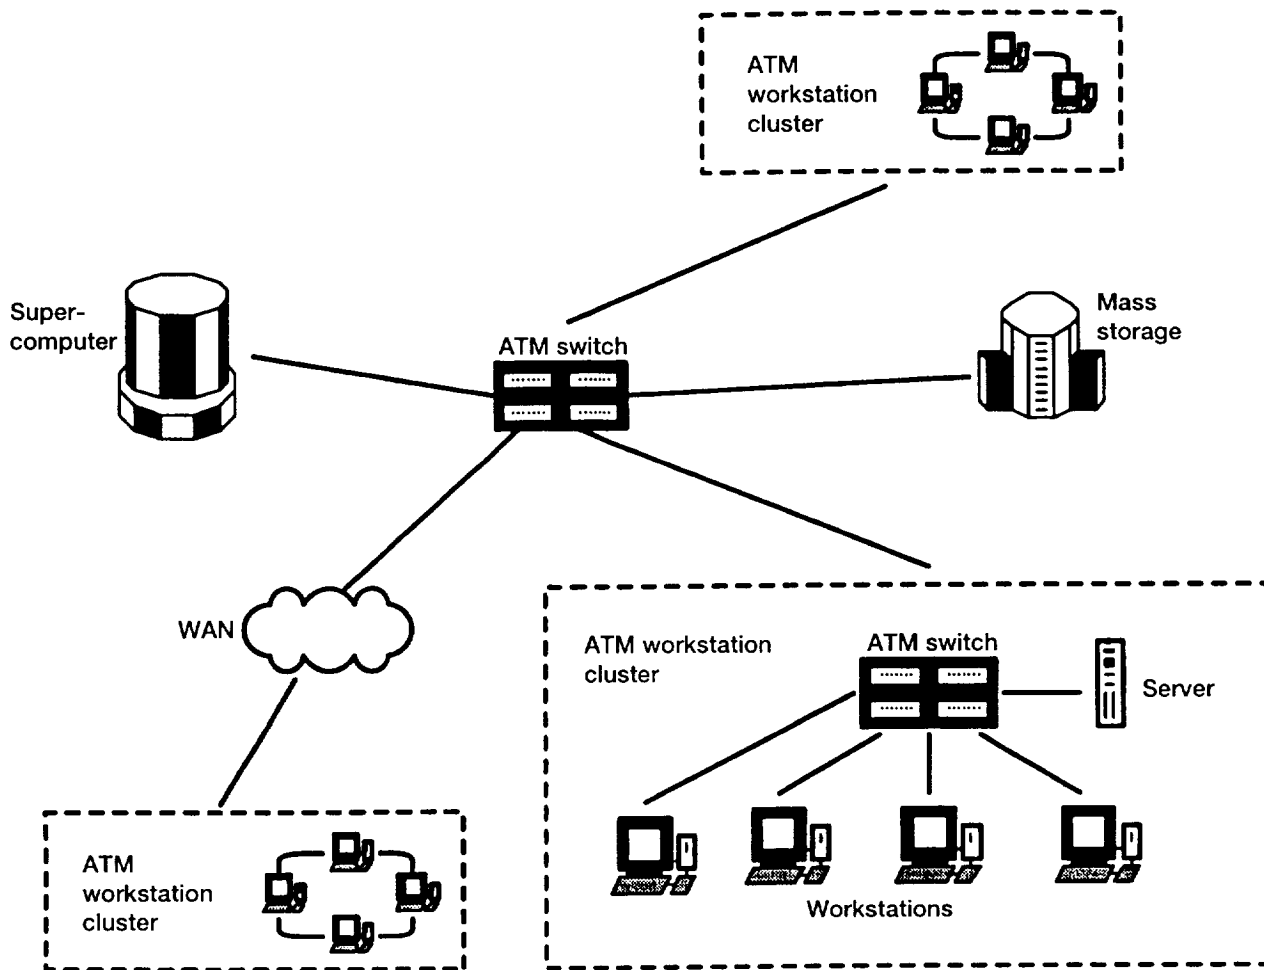 ATM
workstation
cluster
Super-
computer
ATM switch
Mass
storage
WAN
ATM workstation
cluster
ATM switch
Server
Workstations
ATM
workstation
cluster